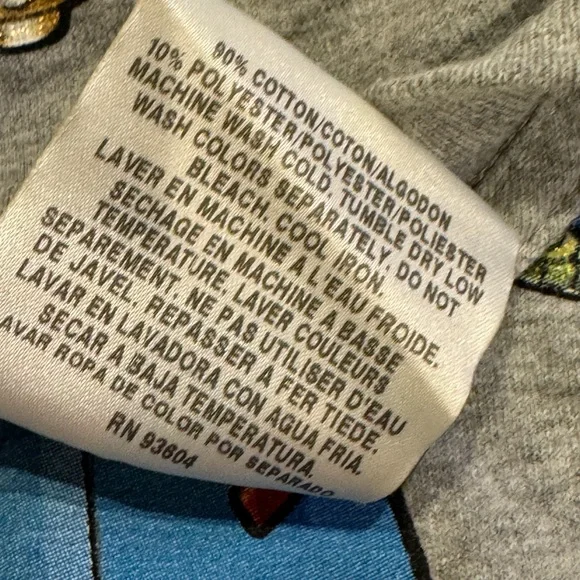 90% COTTON/COTON/ALGODON
10% POLYESTER/POLYESTER/POLIESTER
MACHINE WASH COLD, TUMBLE DRY LOW
WASH COLORS SEPARATELY, DO NOT
BLEACH. COOL IRON.
LAVER EN MACHINE A L'EAU FROIDE.
SECHAGE EN MACHINE A BASSE
TEMPERATURE. LAVER COULEURS
SEPAREMENT. NE PAS UTILISER D'EAU
DE JAVEL. REPASSER A FER TIEDE.
LAVAR EN LAVADORA CON AGUA FRIA.
SECAR A BAJA TEMPERATURA.
AVAR ROPA DE COLOR POR SEPARADO
RN 93604